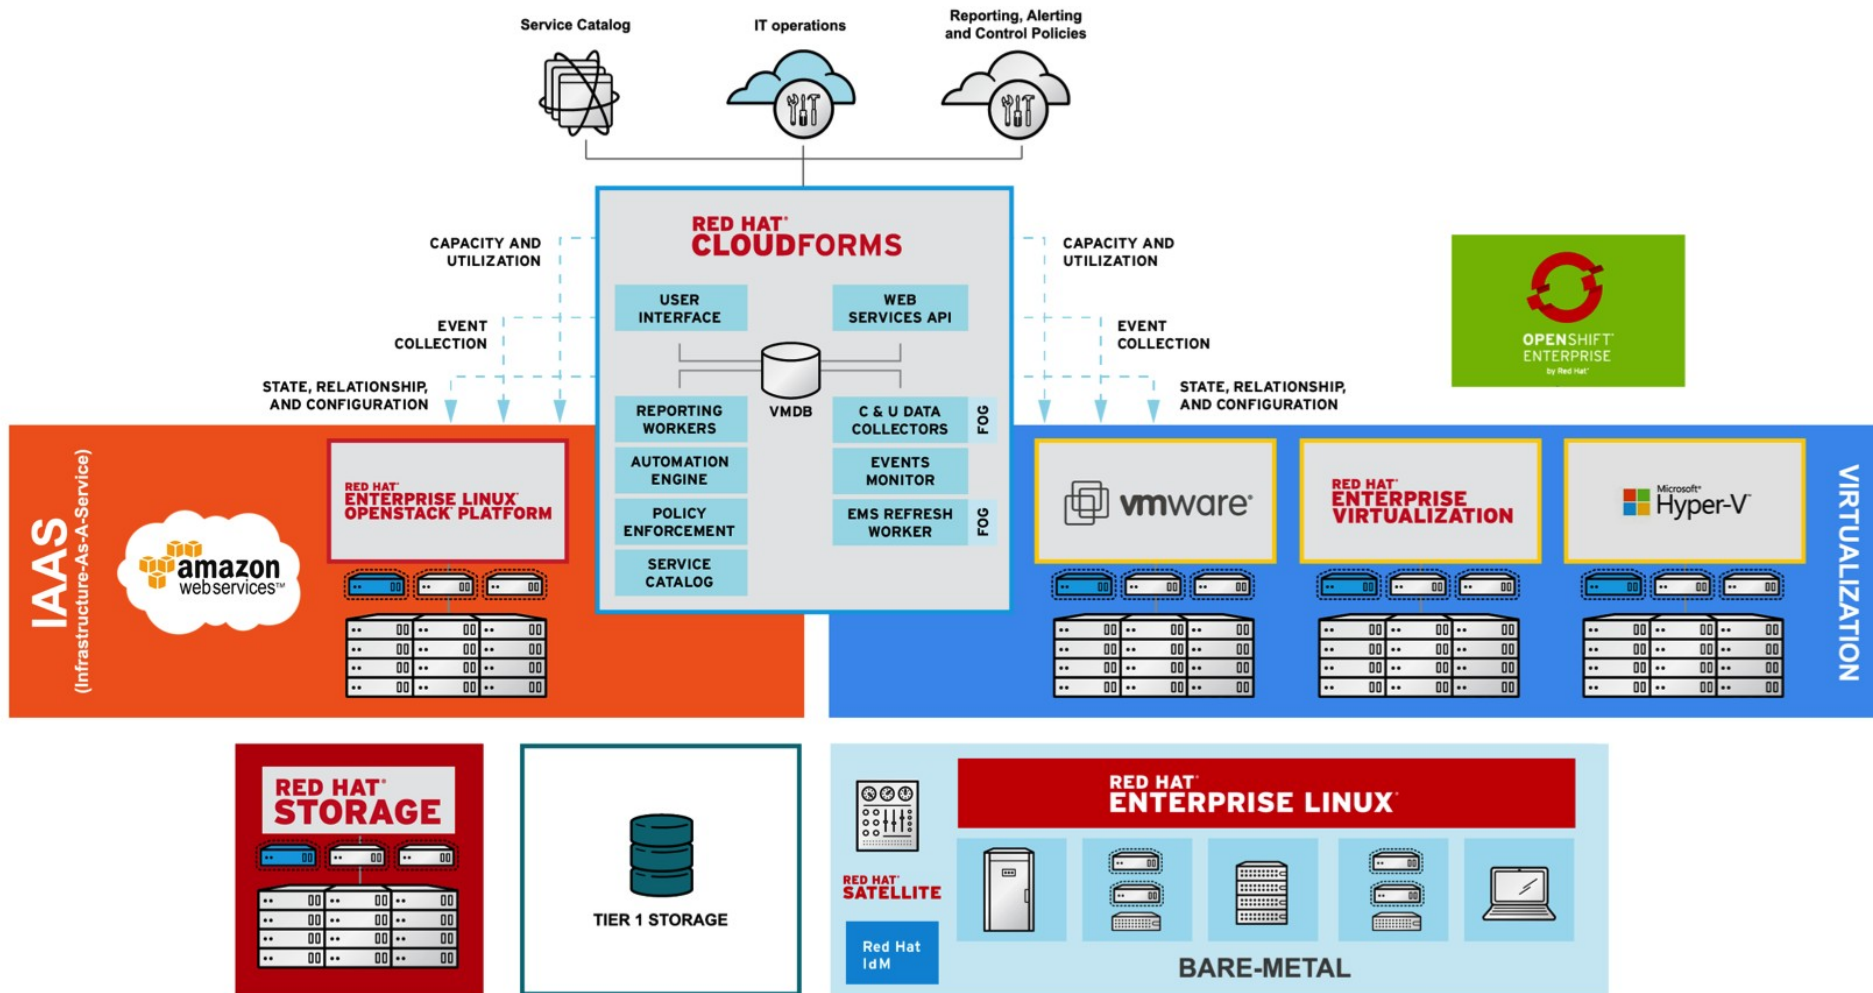 Service Catalog
IT operations
Reporting, Alerting
and Control Policies
RED HAT®
CLOUDFORMS
CAPACITY AND
UTILIZATION
EVENT
COLLECTION
STATE, RELATIONSHIP,
AND CONFIGURATION
USER
INTERFACE
WEB
SERVICES API
VMDB
REPORTING
WORKERS
AUTOMATION
ENGINE
POLICY
ENFORCEMENT
SERVICE
CATALOG
C & U DATA
COLLECTORS
FOG
EVENTS
MONITOR
EMS REFRESH
WORKER
FOG
CAPACITY AND
UTILIZATION
EVENT
COLLECTION
STATE, RELATIONSHIP,
AND CONFIGURATION
OPENSHIFT®
ENTERPRISE
by Red Hat®
IAAS
(Infrastructure-As-A-Service)
amazon
webservices™
RED HAT®
ENTERPRISE LINUX®
OPENSTACK® PLATFORM
vmware®
RED HAT®
ENTERPRISE
VIRTUALIZATION
Microsoft®
Hyper-V™
VIRTUALIZATION
RED HAT®
STORAGE
TIER 1 STORAGE
RED HAT®
SATELLITE
Red Hat
IdM
RED HAT®
ENTERPRISE LINUX®
BARE-METAL